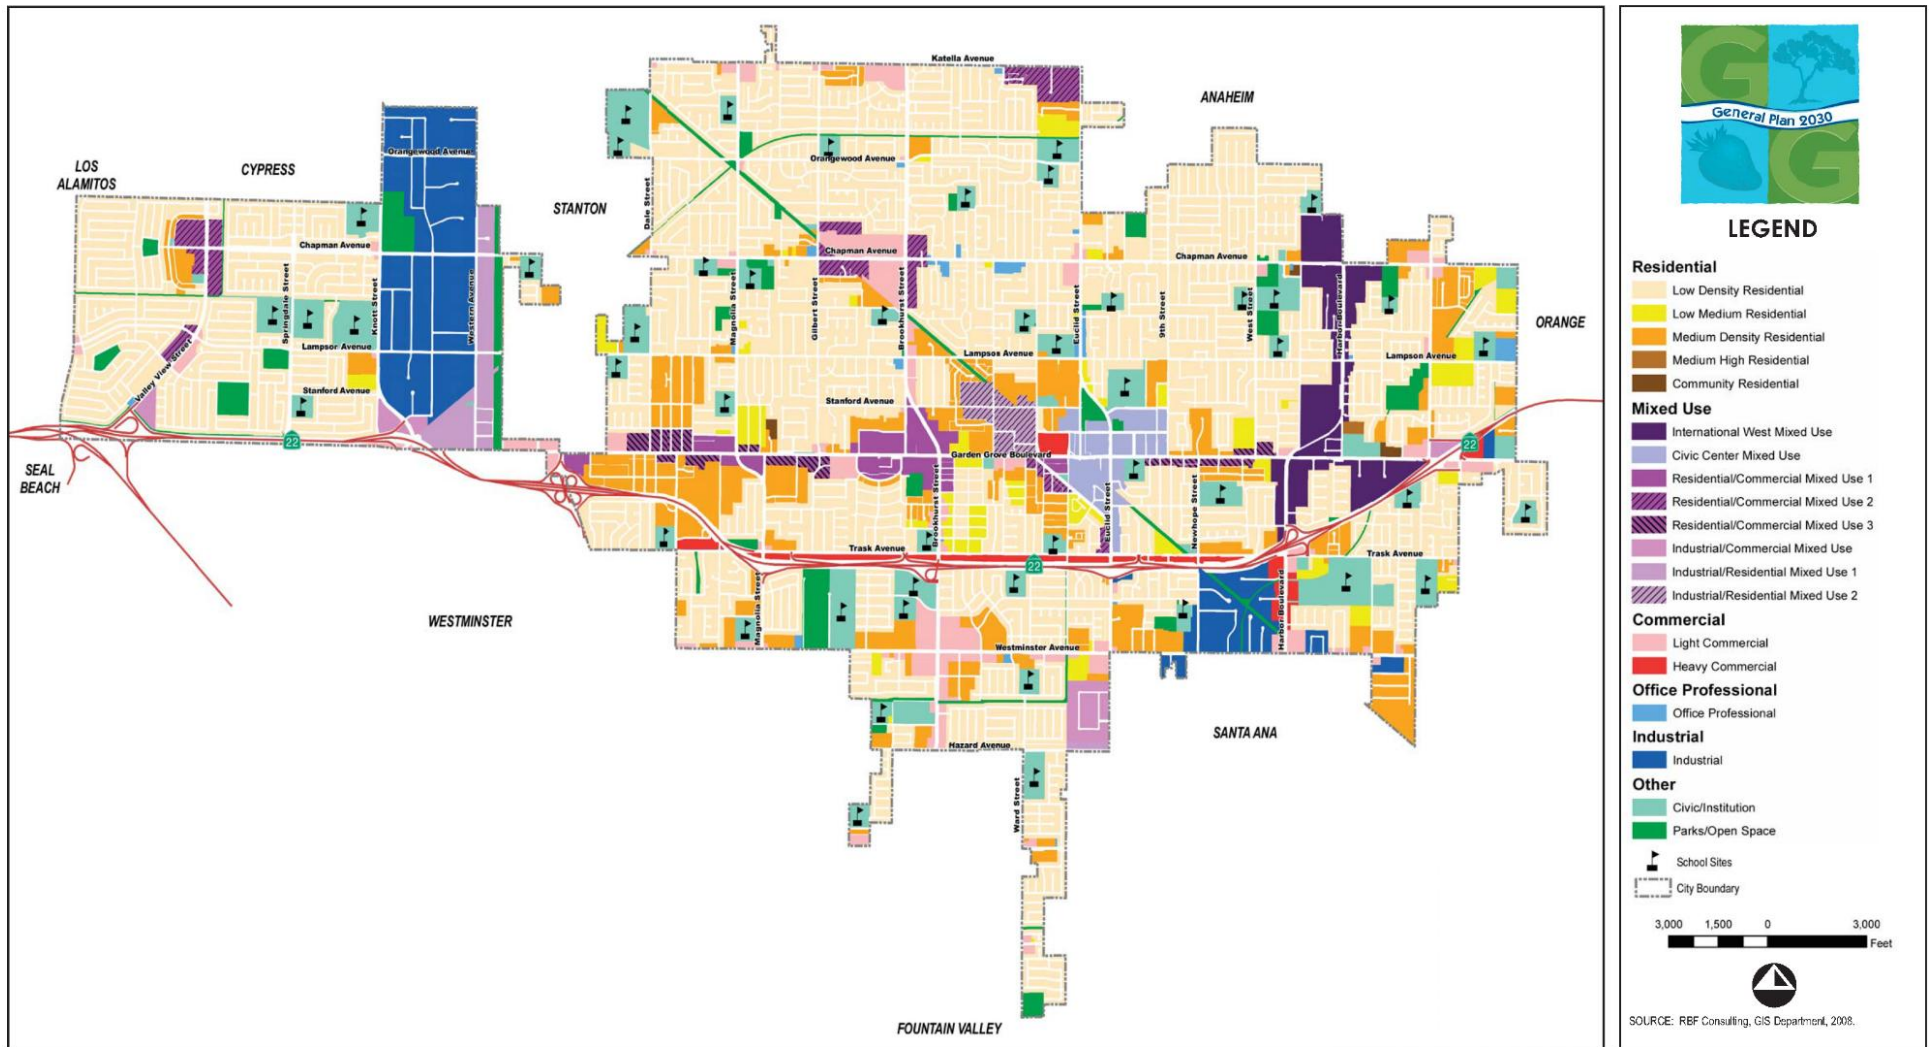 Katella Avenue
ANAHEIM
Orangewood Avenue
Orangewood Avenue
LOS
ALAMITOS
CYPRESS
STANTON
Dale Street
Chapman Avenue
Chapman Avenue
Chapman Avenue
Springdale Street
Knott Street
Western Avenue
Magnolia Street
Gilbert Street
Brookhurst Street
Euclid Street
9th Street
West Street
Harbor Boulevard
ORANGE
Lampson Avenue
Lampson Avenue
Valley View Street
Stanford Avenue
Stanford Avenue
22
22
SEAL
BEACH
Garden Grove Boulevard
Brookhurst Street
Euclid Street
Newhope Street
Trask Avenue
22
Trask Avenue
Magnolia Street
Harbor Boulevard
WESTMINSTER
Westminster Avenue
SANTA ANA
Hazard Avenue
Ward Street
FOUNTAIN VALLEY
G
General Plan 2030
G
LEGEND
Residential
Low Density Residential
Low Medium Residential
Medium Density Residential
Medium High Residential
Community Residential
Mixed Use
International West Mixed Use
Civic Center Mixed Use
Residential/Commercial Mixed Use 1
Residential/Commercial Mixed Use 2
Residential/Commercial Mixed Use 3
Industrial/Commercial Mixed Use
Industrial/Residential Mixed Use 1
Industrial/Residential Mixed Use 2
Commercial
Light Commercial
Heavy Commercial
Office Professional
Office Professional
Industrial
Industrial
Other
Civic/Institution
Parks/Open Space
School Sites
City Boundary
3,000 1,500 0 3,000
Feet
SOURCE: RBF Consulting, GIS Department, 2008.